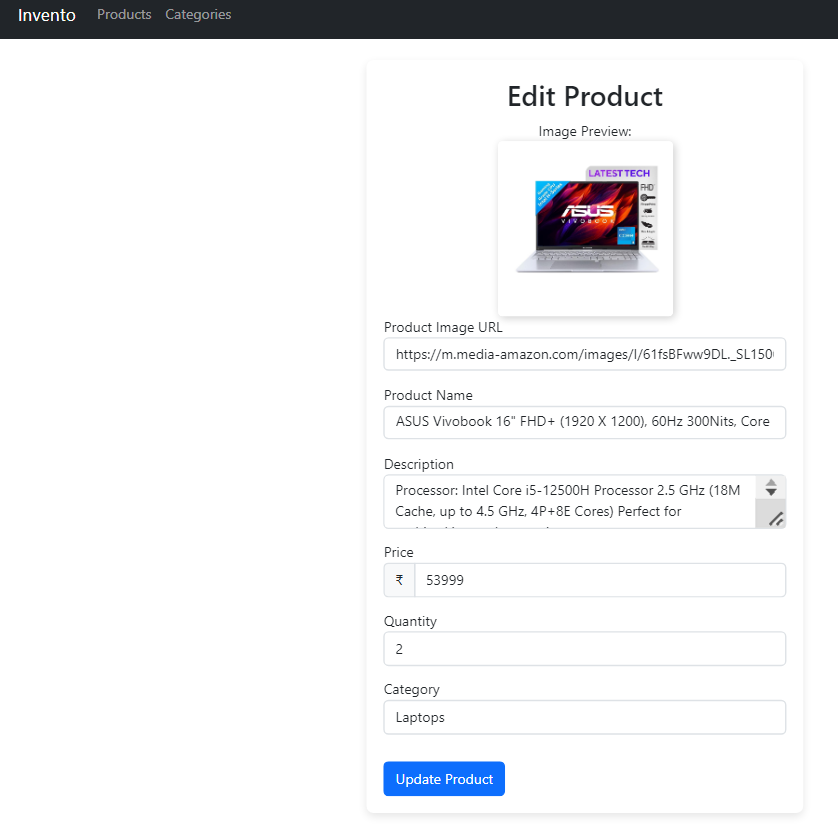 Invento Products Categories
Edit Product
Image Preview:
LATEST TECH
FHD
ASUS
VIVOBOOK
Product Image URL
https://m.media-amazon.com/images/I/61fsBFww9DL._SL150
Product Name
ASUS Vivobook 16" FHD+ (1920 X 1200), 60Hz 300Nits, Core
Description
Processor: Intel Core i5-12500H Processor 2.5 GHz (18M
Cache, up to 4.5 GHz, 4P+8E Cores) Perfect for
Price
₹ 53999
Quantity
2
Category
Laptops
Update Product